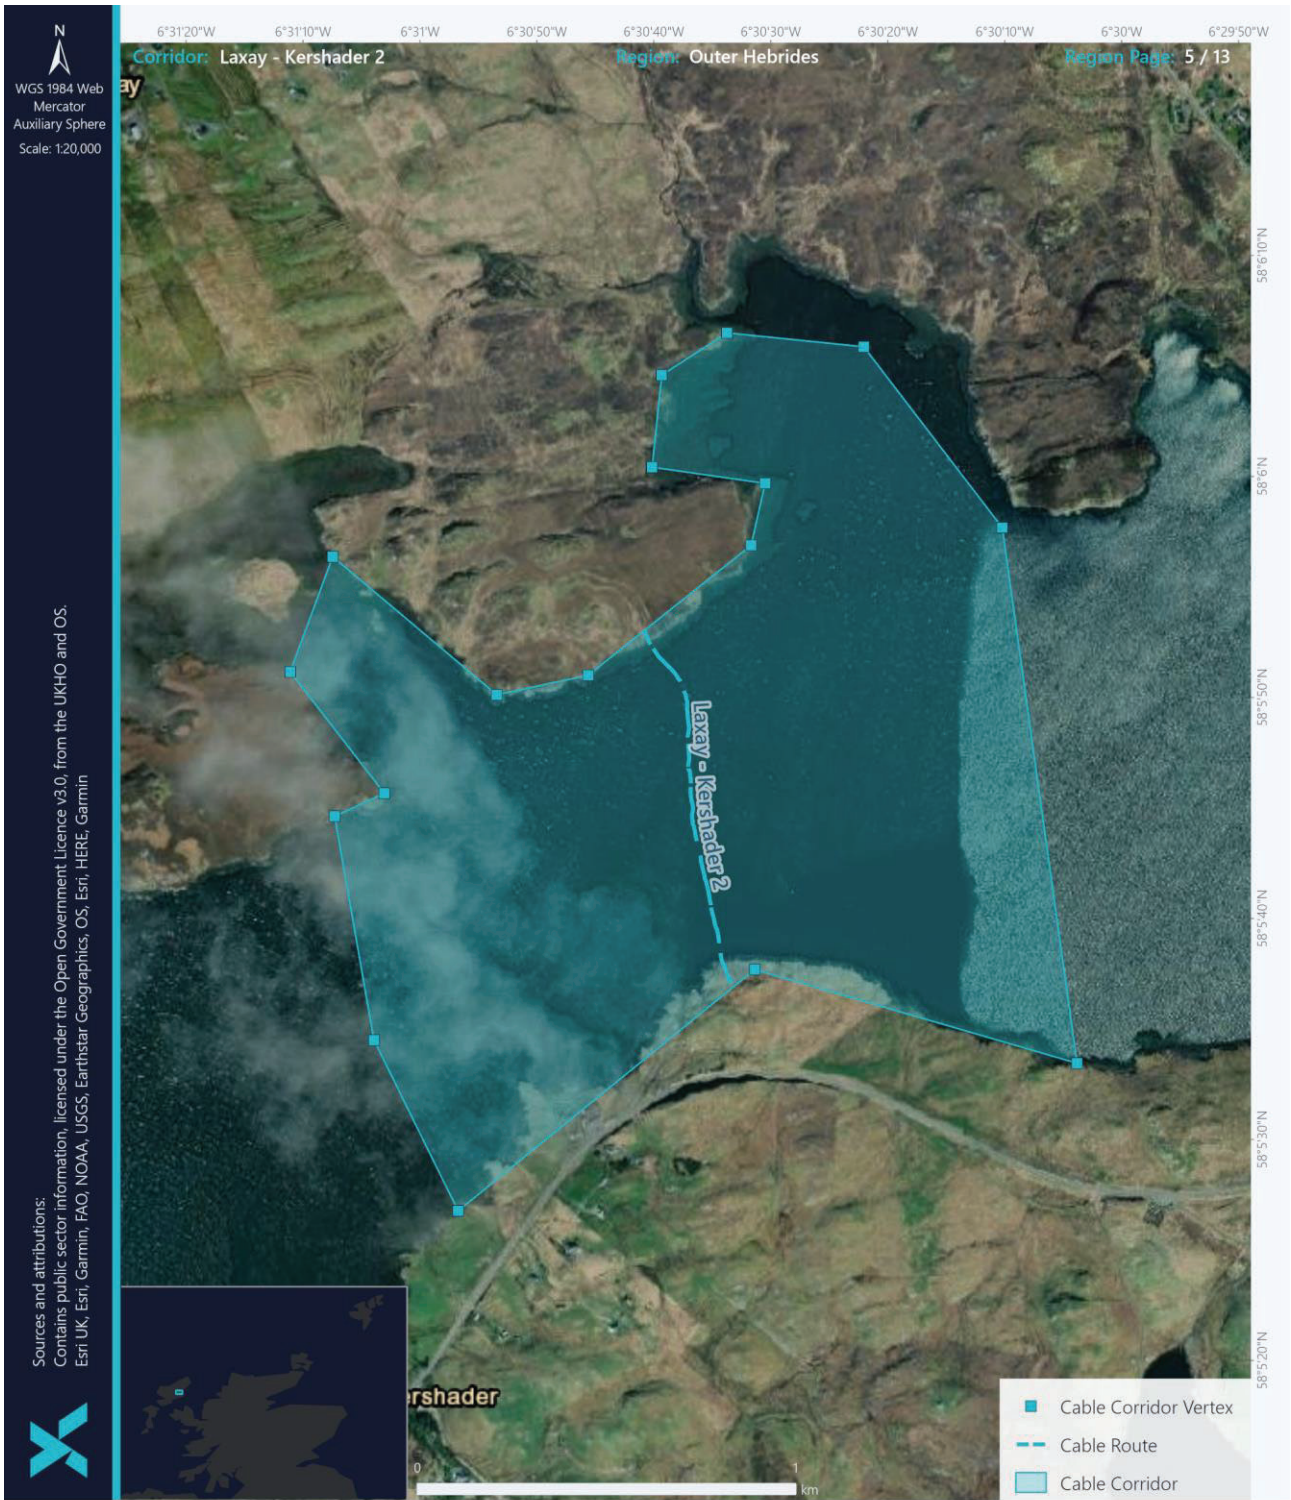 N
WGS 1984 Web
Mercator
Auxiliary Sphere
Scale: 1:20,000
6°31'20"W 6°31'10"W 6°31'W 6°30'50"W 6°30'40"W 6°30'30"W 6°30'20"W 6°30'10"W 6°30'W 6°29'50"W
Corridor: Laxay - Kershader 2 Region: Outer Hebrides Region Page: 5 / 13
ay
58°6'10"N
58°6'N
58°5'50"N
58°5'40"N
58°5'30"N
58°5'20"N
Laxay - Kershader 2
ershader
Sources and attributions:
Contains public sector information, licensed under the Open Government Licence v3.0, from the UKHO and OS.
Esri UK, Esri, Garmin, FAO, NOAA, USGS, Earthstar Geographics, OS, Esri, HERE, Garmin
0 1
km
Cable Corridor Vertex
Cable Route
Cable Corridor